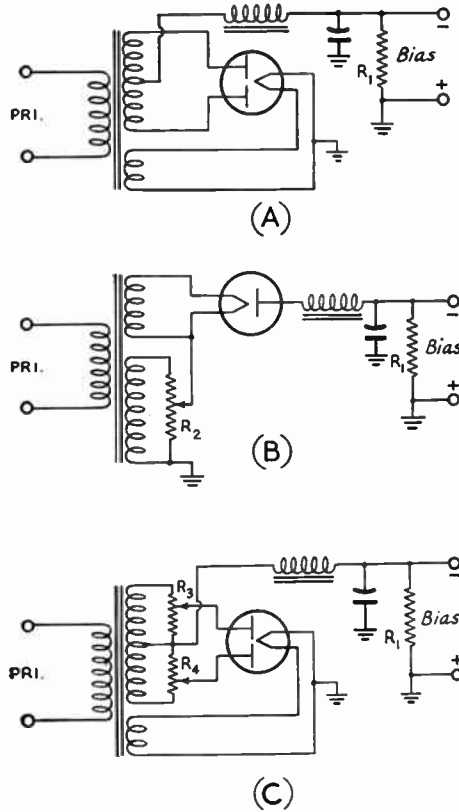 −
PRI.
R1
Bias
+
(A)
−
PRI.
R2
R1
Bias
+
(B)
R3
−
PRI.
R4
R1
Bias
+
(C)